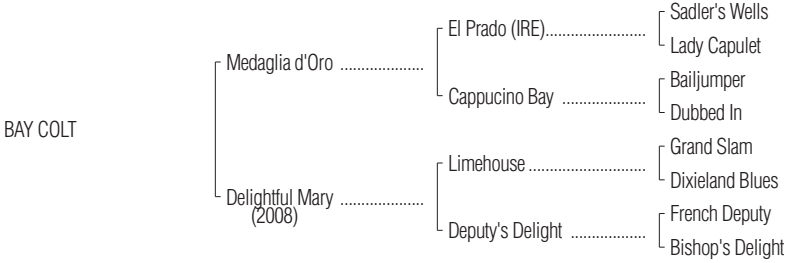 Sadler's Wells
El Prado (IRE)........................
Lady Capulet
Medaglia d'Oro ....................
Bailjumper
Cappucino Bay ....................
Dubbed In
BAY COLT
Grand Slam
Limehouse............................
Dixieland Blues
Delightful Mary ....................
(2008)
French Deputy
Deputy's Delight ..................
Bishop's Delight